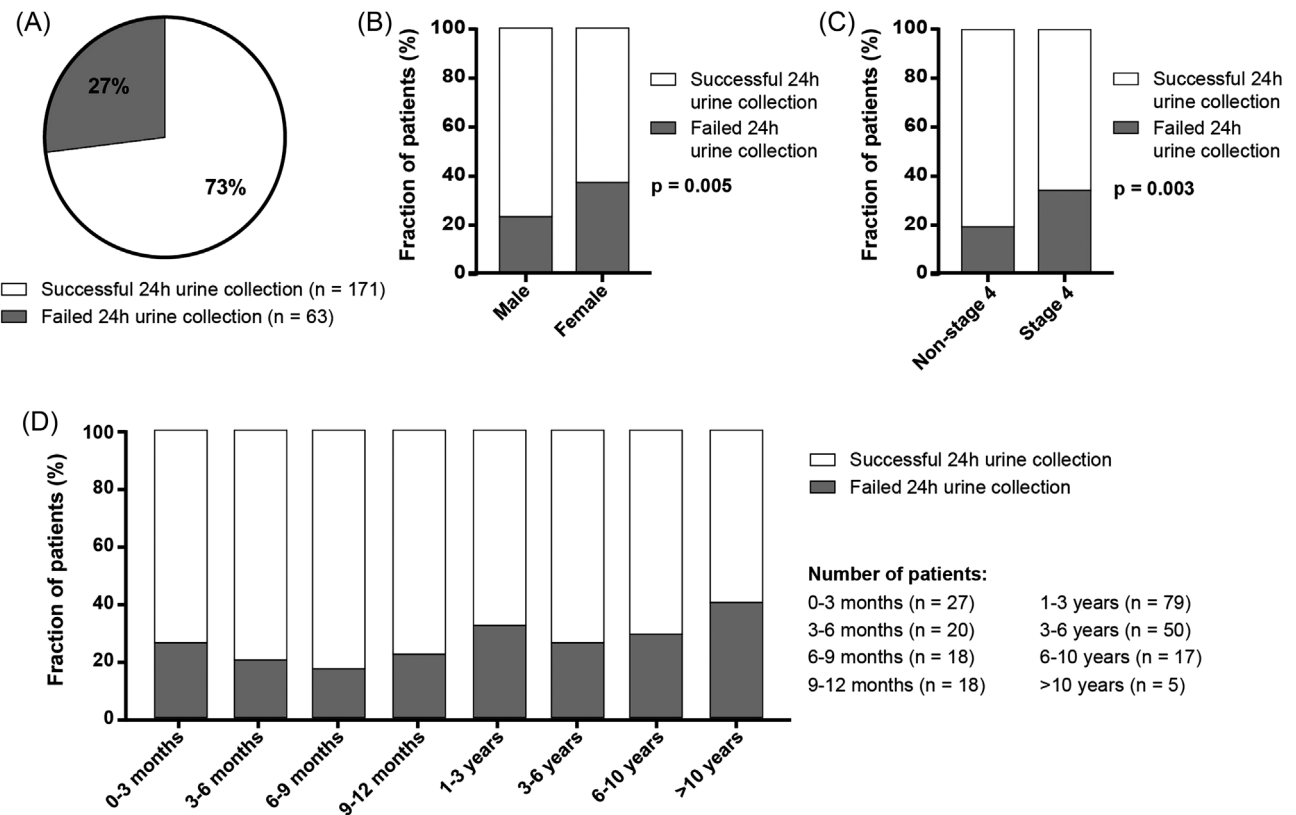 (A)
27%
73%
Successful 24h urine collection (n = 171)
Failed 24h urine collection (n = 63)
(B)
Fraction of patients (%)
100
80
60
40
20
0
Male
Female
Successful 24h
urine collection
Failed 24h
urine collection
p = 0.005
(C)
Fraction of patients (%)
100
80
60
40
20
0
Non-stage 4
Stage 4
Successful 24h
urine collection
Failed 24h
urine collection
p = 0.003
(D)
Fraction of patients (%)
100
80
60
40
20
0
0-3 months
3-6 months
6-9 months
9-12 months
1-3 years
3-6 years
6-10 years
>10 years
Successful 24h urine collection
Failed 24h urine collection
Number of patients:
0-3 months (n = 27)
3-6 months (n = 20)
6-9 months (n = 18)
9-12 months (n = 18)
1-3 years (n = 79)
3-6 years (n = 50)
6-10 years (n = 17)
>10 years (n = 5)